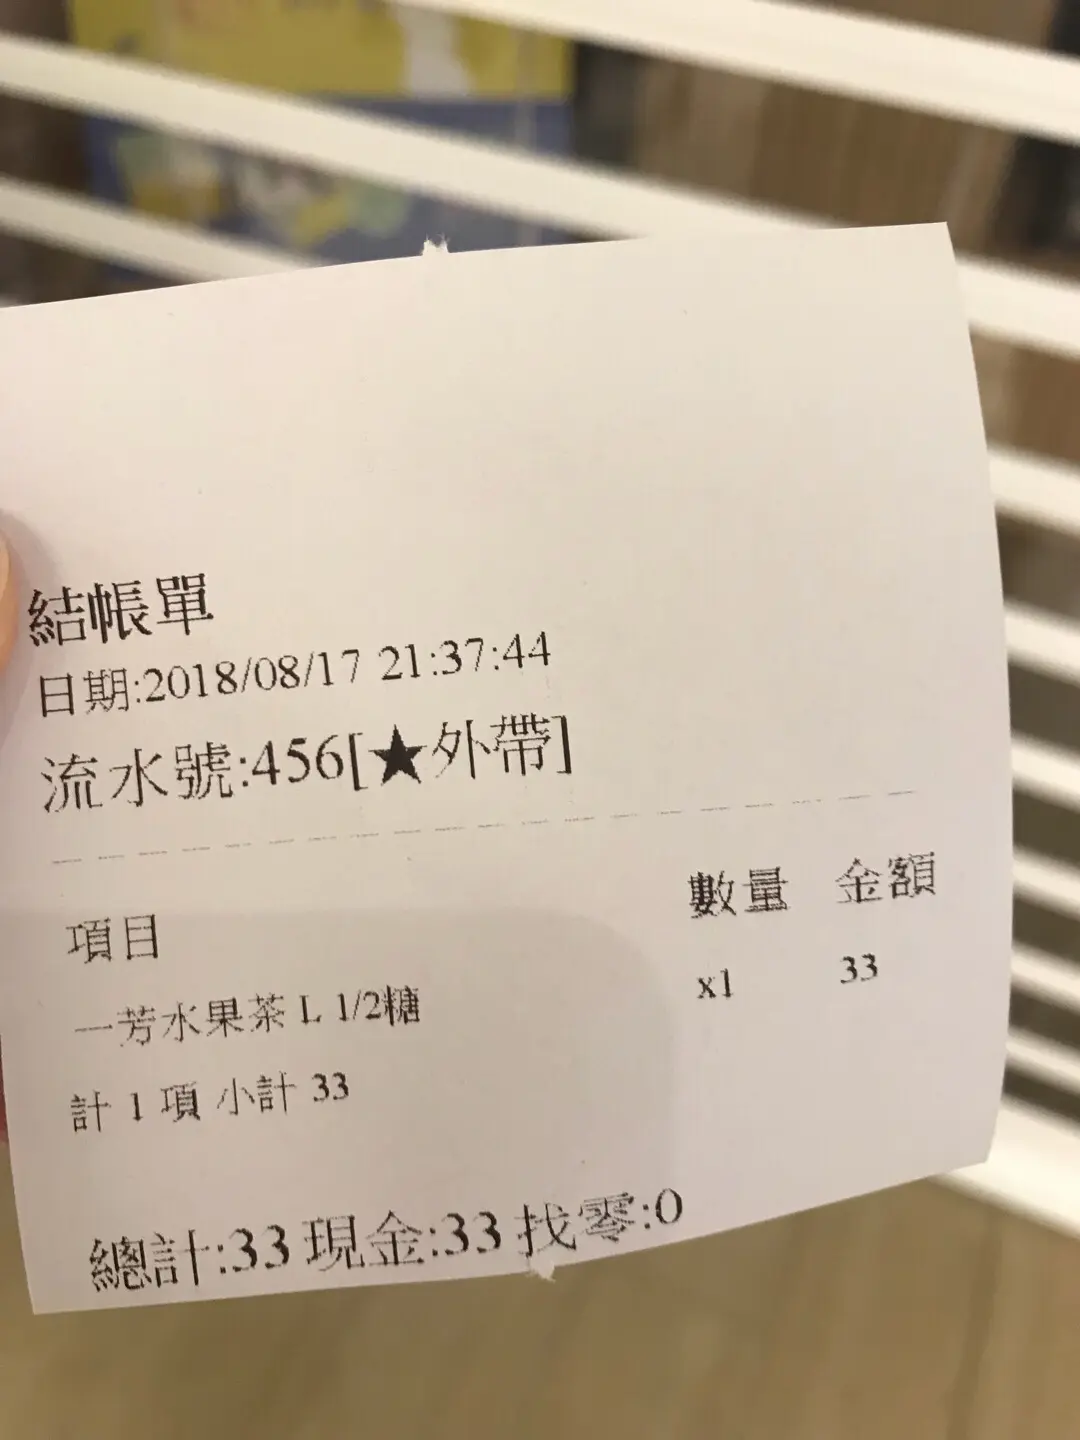 結帳單
日期:2018/08/17 21:37:44
流水號:456[★外帶]
項目 數量 金額
一芳水果茶 L 1/2糖 x1 33
計 1 項 小計 33
總計:33 現金:33 找零:0